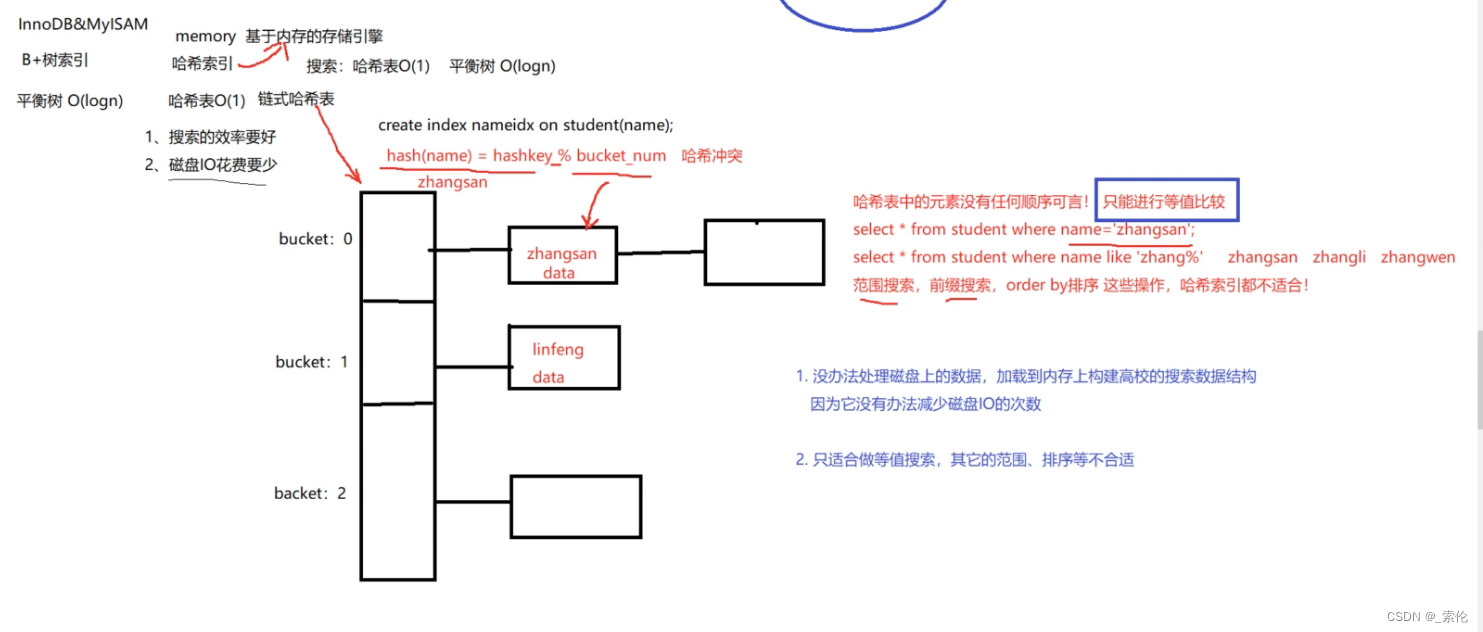 InnoDB&MyISAM
memory 基于内存的存储引擎
B+树索引
哈希索引
搜索：哈希表O(1) 平衡树 O(logn)
平衡树 O(logn)
哈希表O(1) 链式哈希表
1、搜索的效率要好
2、磁盘IO花费要少
create index nameidx on student(name);
hash(name) = hashkey % bucket_num 哈希冲突
zhangsan
哈希表中的元素没有任何顺序可言！ 只能进行等值比较
select * from student where name='zhangsan';
select * from student where name like 'zhang%' zhangsan zhangli zhangwen
范围搜索，前缀搜索，order by排序 这些操作，哈希索引都不适合！
bucket：0
zhangsan
data
bucket：1
linfeng
data
backet：2
1. 没办法处理磁盘上的数据，加载到内存上构建高校的搜索数据结构
因为它没有办法减少磁盘IO的次数
2. 只适合做等值搜索，其它的范围、排序等不合适
CSDN @_索伦